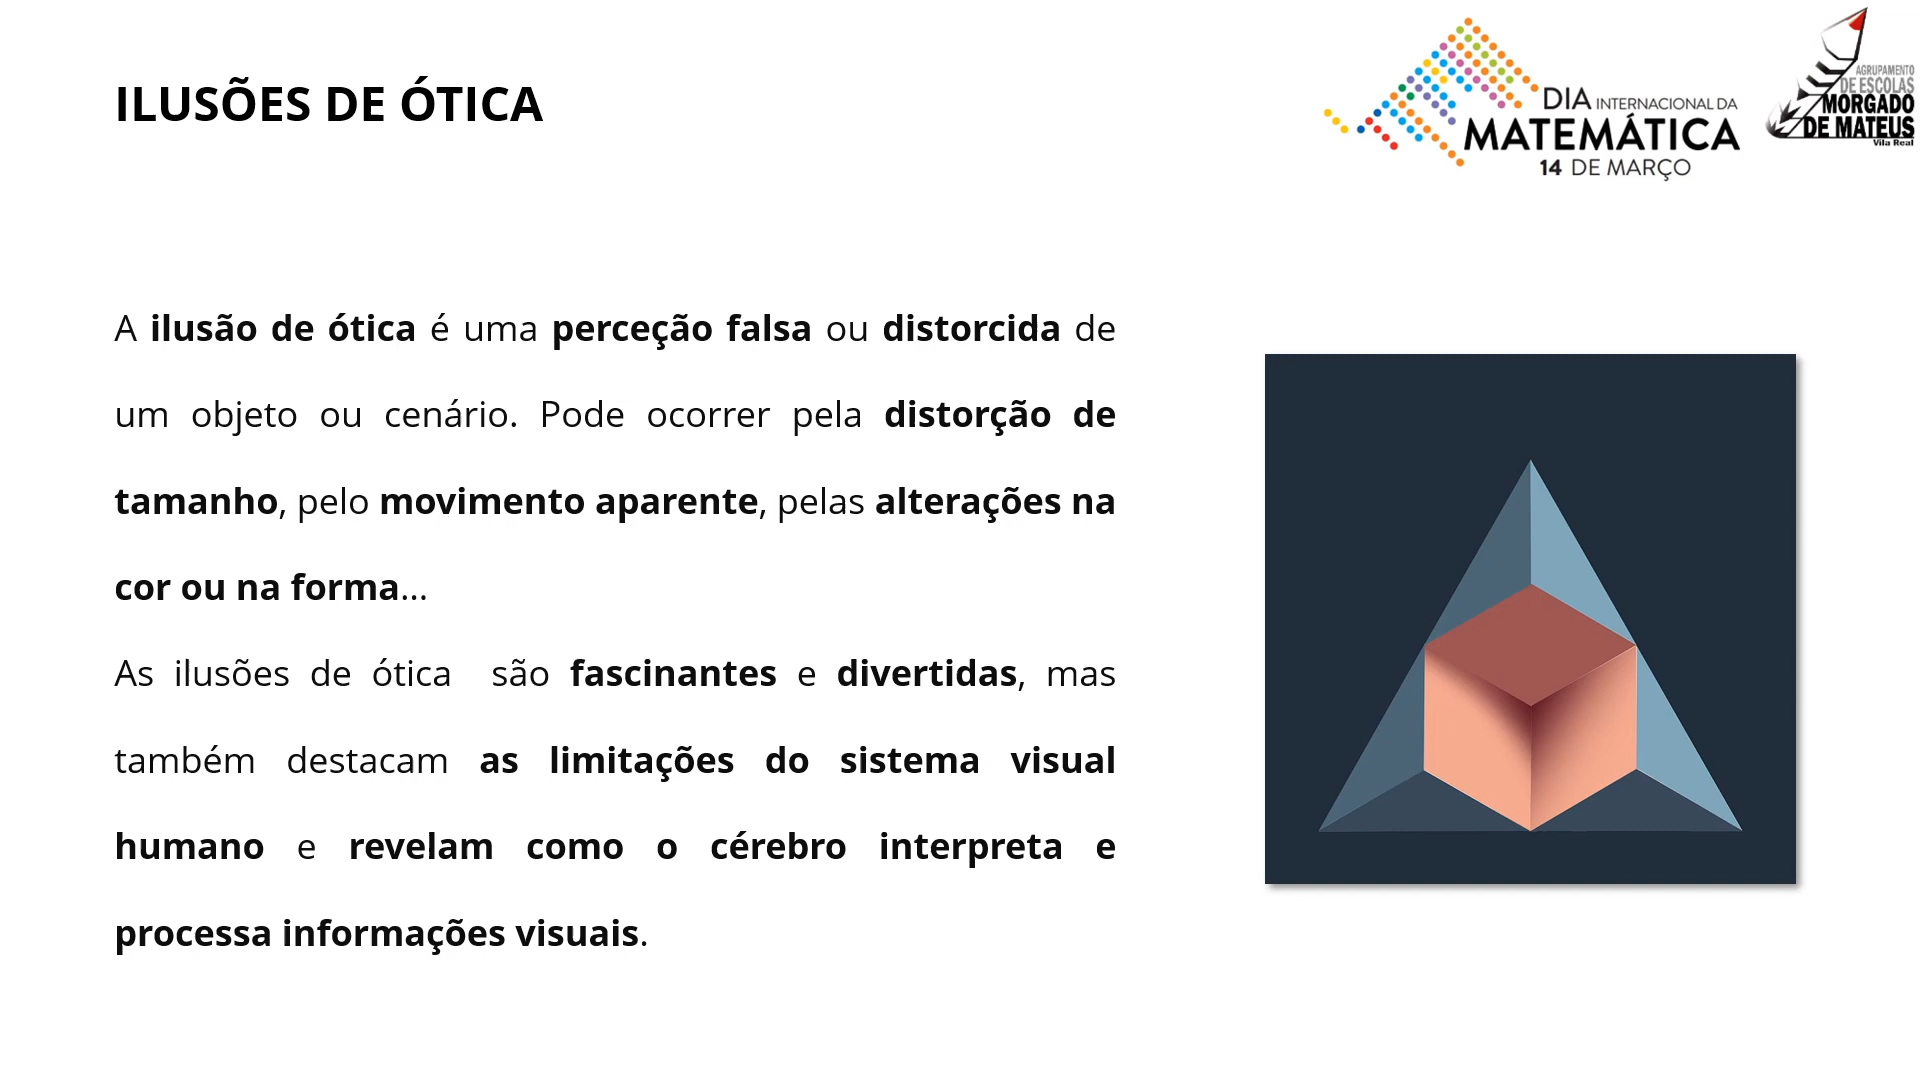 ILUSÕES DE ÓTICA
DIA INTERNACIONAL DA
MATEMÁTICA
14 DE MARÇO
AGRUPAMENTO
DE ESCOLAS
MORGADO
DE MATEUS
Vila Real
A ilusão de ótica é uma perceção falsa ou distorcida de
um objeto ou cenário. Pode ocorrer pela distorção de
tamanho, pelo movimento aparente, pelas alterações na
cor ou na forma...
As ilusões de ótica  são fascinantes e divertidas, mas
também destacam as limitações do sistema visual
humano e revelam como o cérebro interpreta e
processa informações visuais.